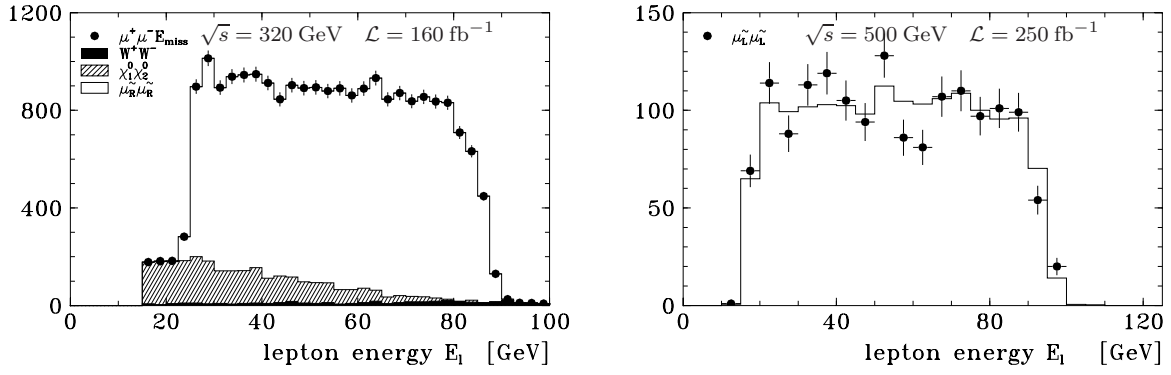 1200
800
400
0
0 20 40 60 80 100
lepton energy E_l [GeV]
μ⁺μ⁻E_miss
W⁺W⁻
χ₁⁰χ₂⁰
μ̃_R μ̃_R
√s = 320 GeV ℒ = 160 fb⁻¹
150
100
50
0
0 40 80 120
lepton energy E_l [GeV]
μ̃_L μ̃_L
√s = 500 GeV ℒ = 250 fb⁻¹